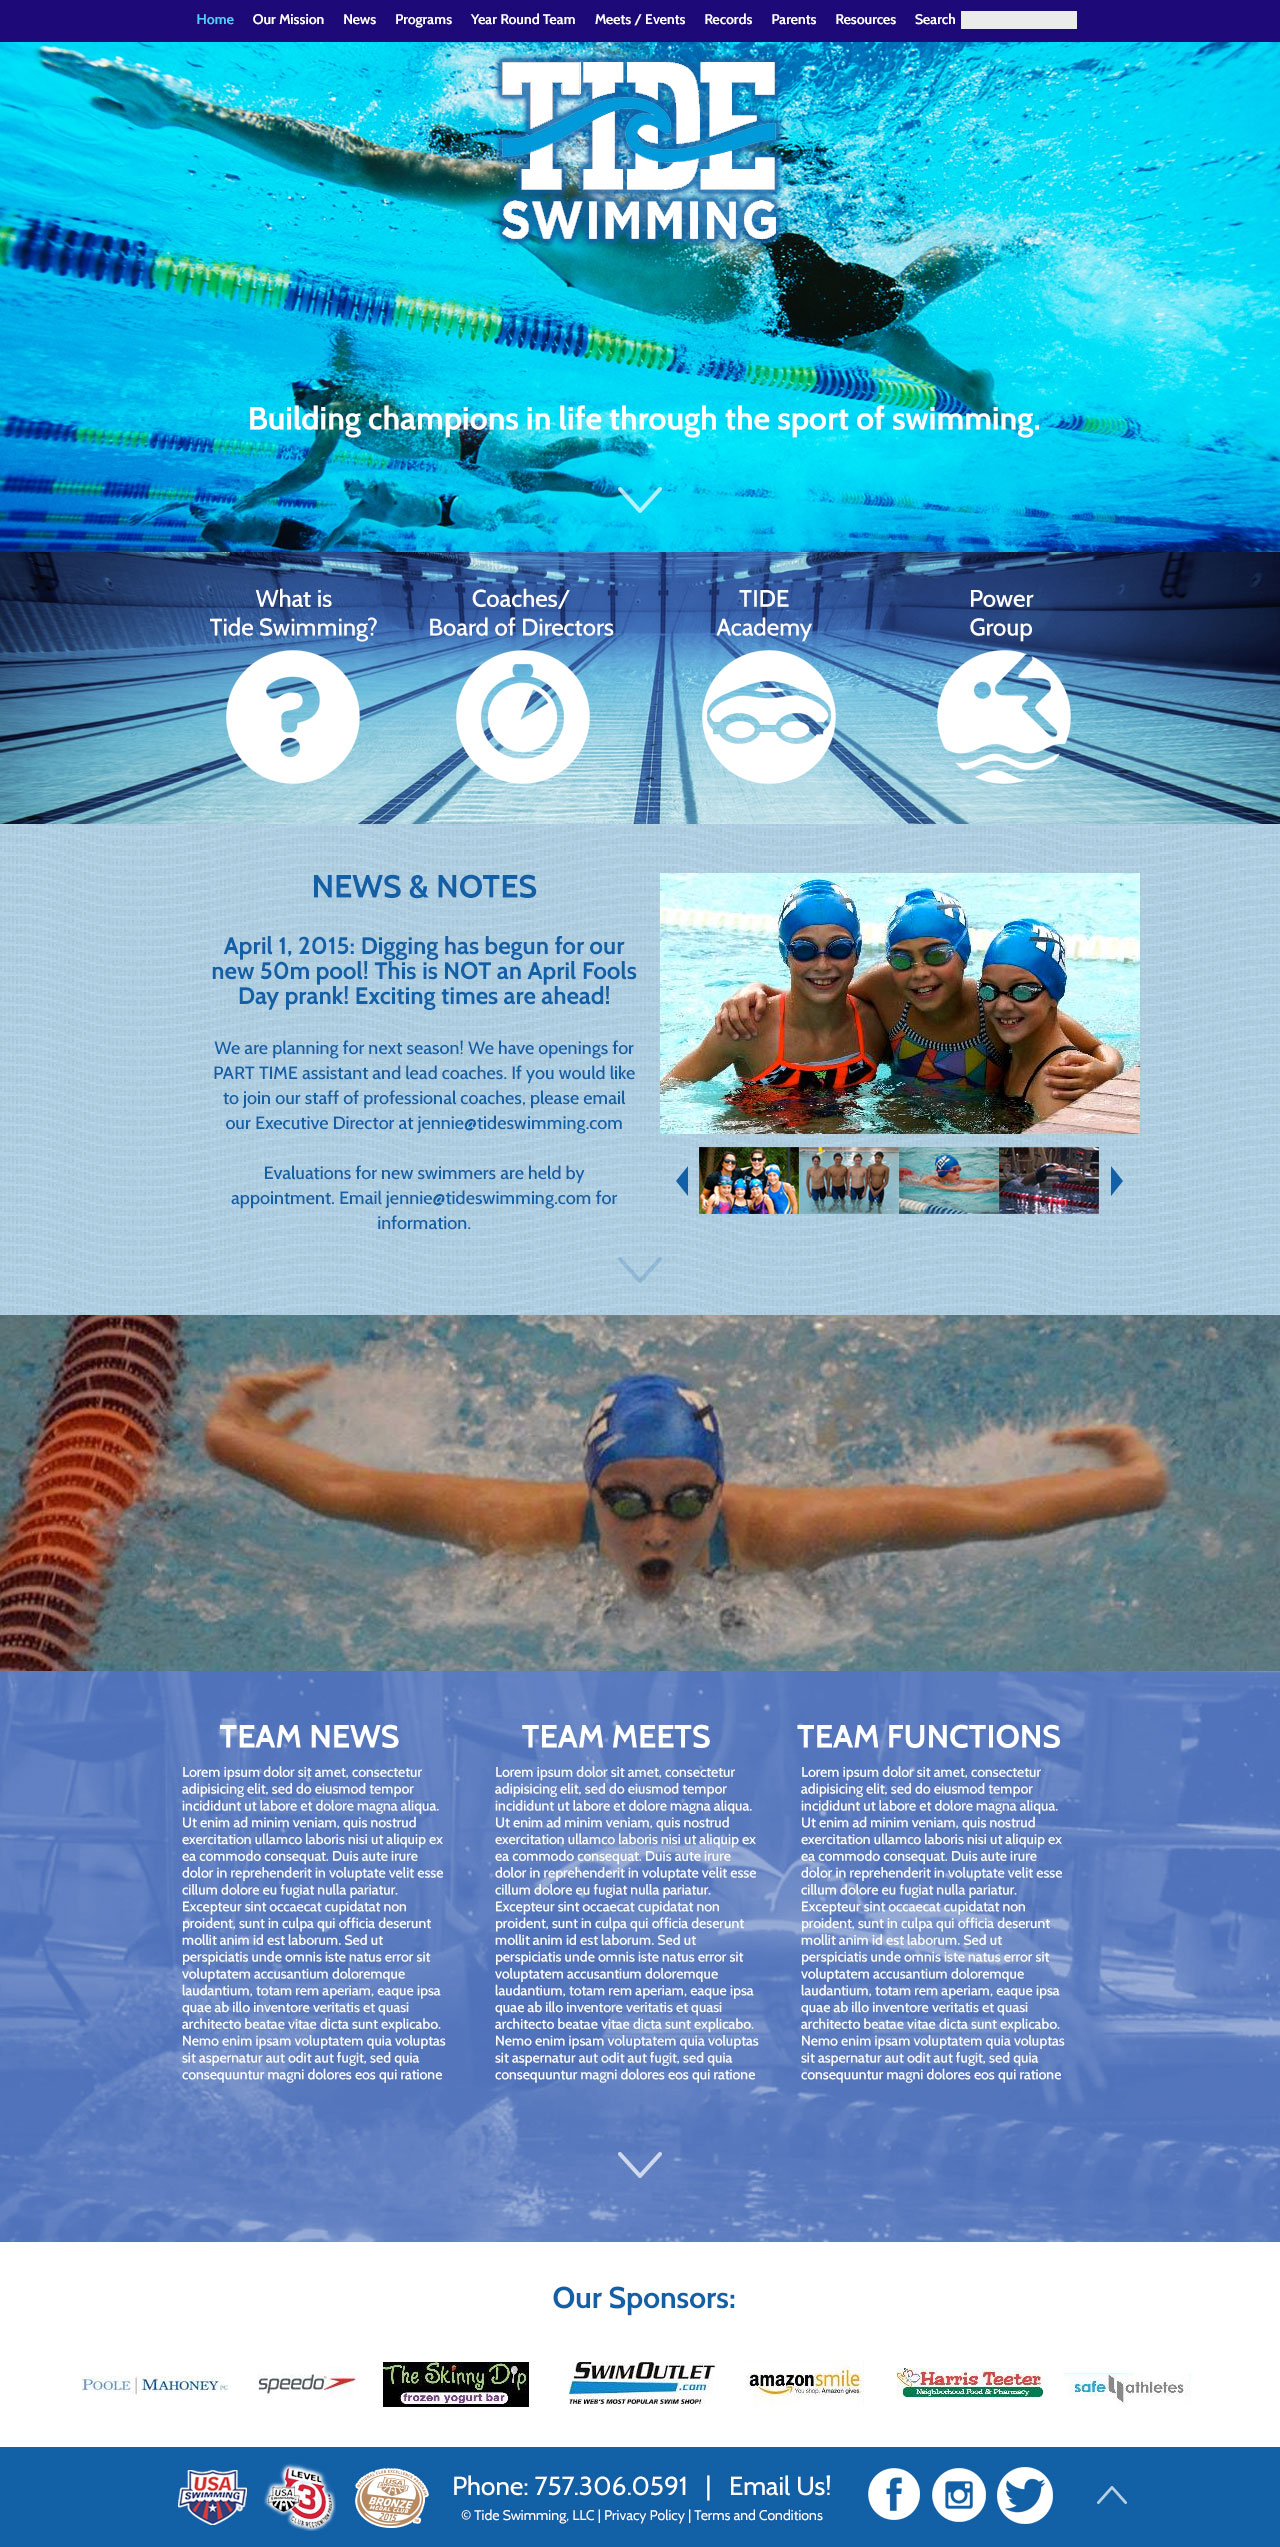 Home Our Mission News Programs Year Round Team Meets / Events Records Parents Resources Search
TIDE
SWIMMING
Building champions in life through the sport of swimming.
What is
Tide Swimming?
Coaches/
Board of Directors
TIDE
Academy
Power
Group
NEWS & NOTES
April 1, 2015: Digging has begun for our
new 50m pool! This is NOT an April Fools
Day prank! Exciting times are ahead!
We are planning for next season! We have openings for
PART TIME assistant and lead coaches. If you would like
to join our staff of professional coaches, please email
our Executive Director at jennie@tideswimming.com
Evaluations for new swimmers are held by
appointment. Email jennie@tideswimming.com for
information.
TEAM NEWS
Lorem ipsum dolor sit amet, consectetur
adipisicing elit, sed do eiusmod tempor
incididunt ut labore et dolore magna aliqua.
Ut enim ad minim veniam, quis nostrud
exercitation ullamco laboris nisi ut aliquip ex
ea commodo consequat. Duis aute irure
dolor in reprehenderit in voluptate velit esse
cillum dolore eu fugiat nulla pariatur.
Excepteur sint occaecat cupidatat non
proident, sunt in culpa qui officia deserunt
mollit anim id est laborum. Sed ut
perspiciatis unde omnis iste natus error sit
voluptatem accusantium doloremque
laudantium, totam rem aperiam, eaque ipsa
quae ab illo inventore veritatis et quasi
architecto beatae vitae dicta sunt explicabo.
Nemo enim ipsam voluptatem quia voluptas
sit aspernatur aut odit aut fugit, sed quia
consequuntur magni dolores eos qui ratione
TEAM MEETS
Lorem ipsum dolor sit amet, consectetur
adipisicing elit, sed do eiusmod tempor
incididunt ut labore et dolore magna aliqua.
Ut enim ad minim veniam, quis nostrud
exercitation ullamco laboris nisi ut aliquip ex
ea commodo consequat. Duis aute irure
dolor in reprehenderit in voluptate velit esse
cillum dolore eu fugiat nulla pariatur.
Excepteur sint occaecat cupidatat non
proident, sunt in culpa qui officia deserunt
mollit anim id est laborum. Sed ut
perspiciatis unde omnis iste natus error sit
voluptatem accusantium doloremque
laudantium, totam rem aperiam, eaque ipsa
quae ab illo inventore veritatis et quasi
architecto beatae vitae dicta sunt explicabo.
Nemo enim ipsam voluptatem quia voluptas
sit aspernatur aut odit aut fugit, sed quia
consequuntur magni dolores eos qui ratione
TEAM FUNCTIONS
Lorem ipsum dolor sit amet, consectetur
adipisicing elit, sed do eiusmod tempor
incididunt ut labore et dolore magna aliqua.
Ut enim ad minim veniam, quis nostrud
exercitation ullamco laboris nisi ut aliquip ex
ea commodo consequat. Duis aute irure
dolor in reprehenderit in voluptate velit esse
cillum dolore eu fugiat nulla pariatur.
Excepteur sint occaecat cupidatat non
proident, sunt in culpa qui officia deserunt
mollit anim id est laborum. Sed ut
perspiciatis unde omnis iste natus error sit
voluptatem accusantium doloremque
laudantium, totam rem aperiam, eaque ipsa
quae ab illo inventore veritatis et quasi
architecto beatae vitae dicta sunt explicabo.
Nemo enim ipsam voluptatem quia voluptas
sit aspernatur aut odit aut fugit, sed quia
consequuntur magni dolores eos qui ratione
Our Sponsors:
POOLE | MAHONEY PC
speedo
The Skinny Dip
frozen yogurt bar
SWIMOUTLET
.com
THE WEB'S MOST POPULAR SWIM SHOP!
amazonsmile
You shop. Amazon gives.
Harris Teeter
Neighborhood Food & Pharmacy
safe 4 athletes
USA
SWIMMING
LEVEL
USA 3
USA
BRONZE
MEDAL CLUB
2015
Phone: 757.306.0591 | Email Us!
© Tide Swimming, LLC | Privacy Policy | Terms and Conditions